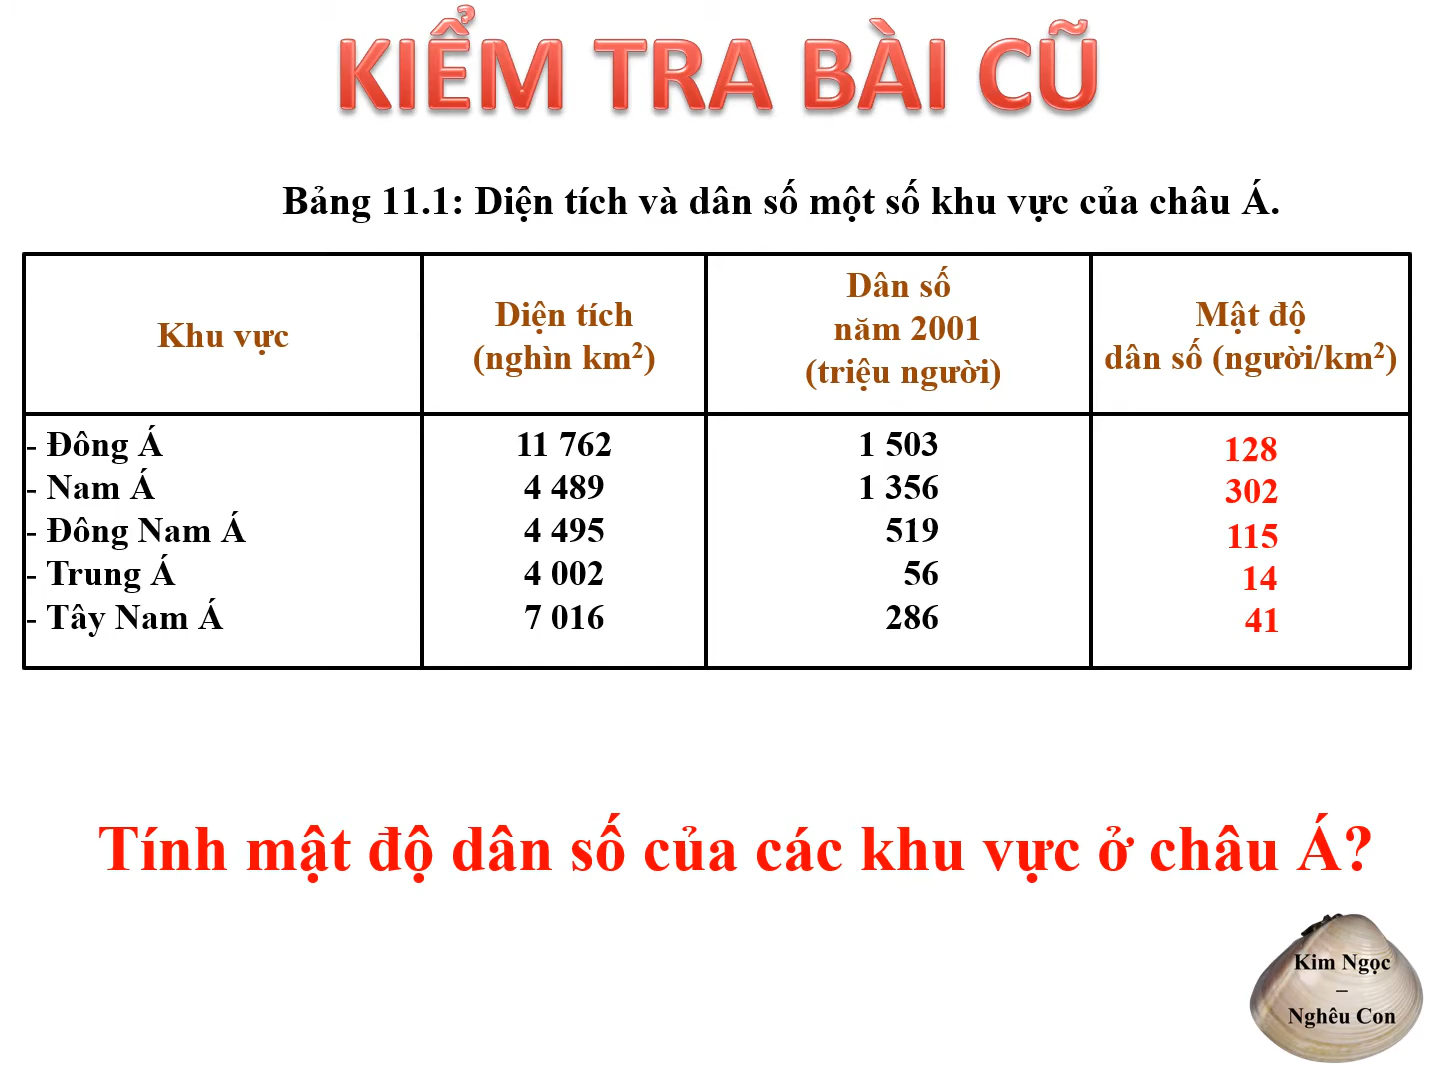 KIỂM TRA BÀI CŨ
Bảng 11.1: Diện tích và dân số một số khu vực của châu Á.
Khu vực
Diện tích
(nghìn km²)
Dân số
năm 2001
(triệu người)
Mật độ
dân số (người/km²)
- Đông Á 11 762 1 503 128
- Nam Á 4 489 1 356 302
- Đông Nam Á 4 495 519 115
- Trung Á 4 002 56 14
- Tây Nam Á 7 016 286 41
Tính mật độ dân số của các khu vực ở châu Á?
Kim Ngọc
–
Nghêu Con